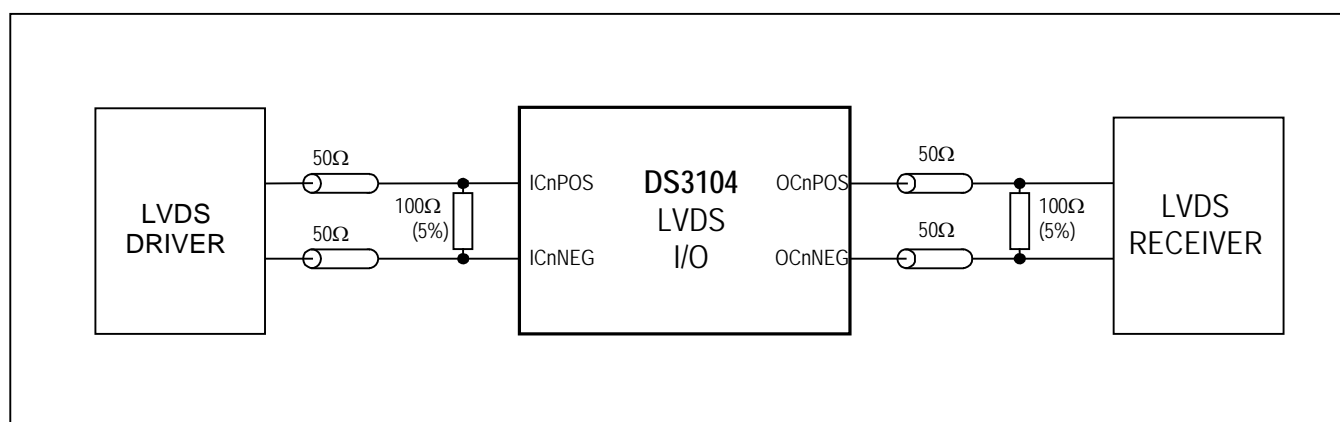 LVDS
DRIVER
50Ω
50Ω
100Ω
(5%)
ICnPOS
ICnNEG
DS3104
LVDS
I/O
OCnPOS
OCnNEG
50Ω
50Ω
100Ω
(5%)
LVDS
RECEIVER